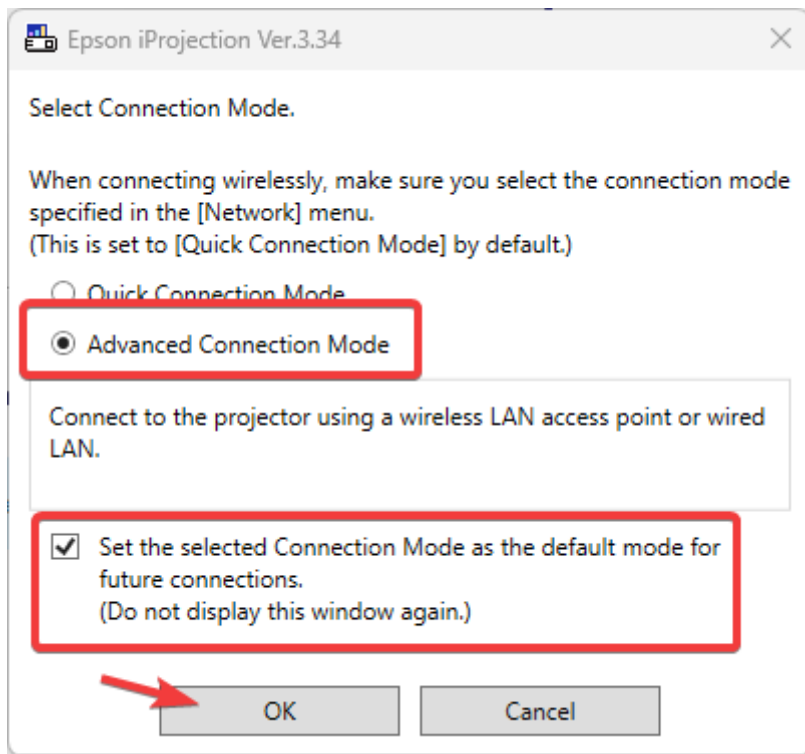 Epson iProjection Ver.3.34
Select Connection Mode.
When connecting wirelessly, make sure you select the connection mode
specified in the [Network] menu.
(This is set to [Quick Connection Mode] by default.)
Quick Connection Mode
Advanced Connection Mode
Connect to the projector using a wireless LAN access point or wired
LAN.
Set the selected Connection Mode as the default mode for
future connections.
(Do not display this window again.)
OK
Cancel